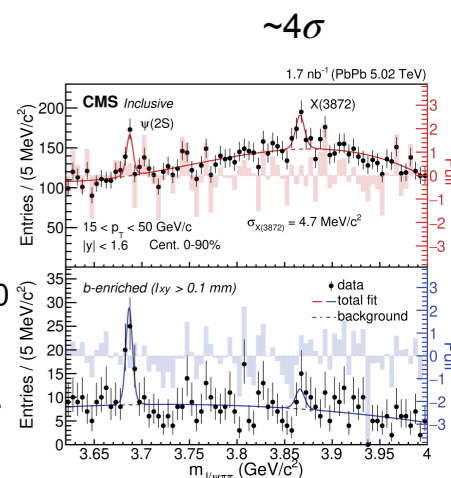 ~4σ
1.7 nb⁻¹ (PbPb 5.02 TeV)
CMS Inclusive
ψ(2S)
X(3872)
Entries / (5 MeV/c²)
200
150
100
50
3
2
1
0
−1
−2
−3
15 < p_T < 50 GeV/c
|y| < 1.6 Cent. 0-90%
σ_X(3872) = 4.7 MeV/c²
b-enriched (lxy > 0.1 mm)
data
total fit
background
Entries / (5 MeV/c²)
35
30
25
20
15
10
5
0
3
2
1
0
−1
−2
−3
3.65 3.7 3.75 3.8 3.85 3.9 3.95 4
m_J/ψππ (GeV/c²)